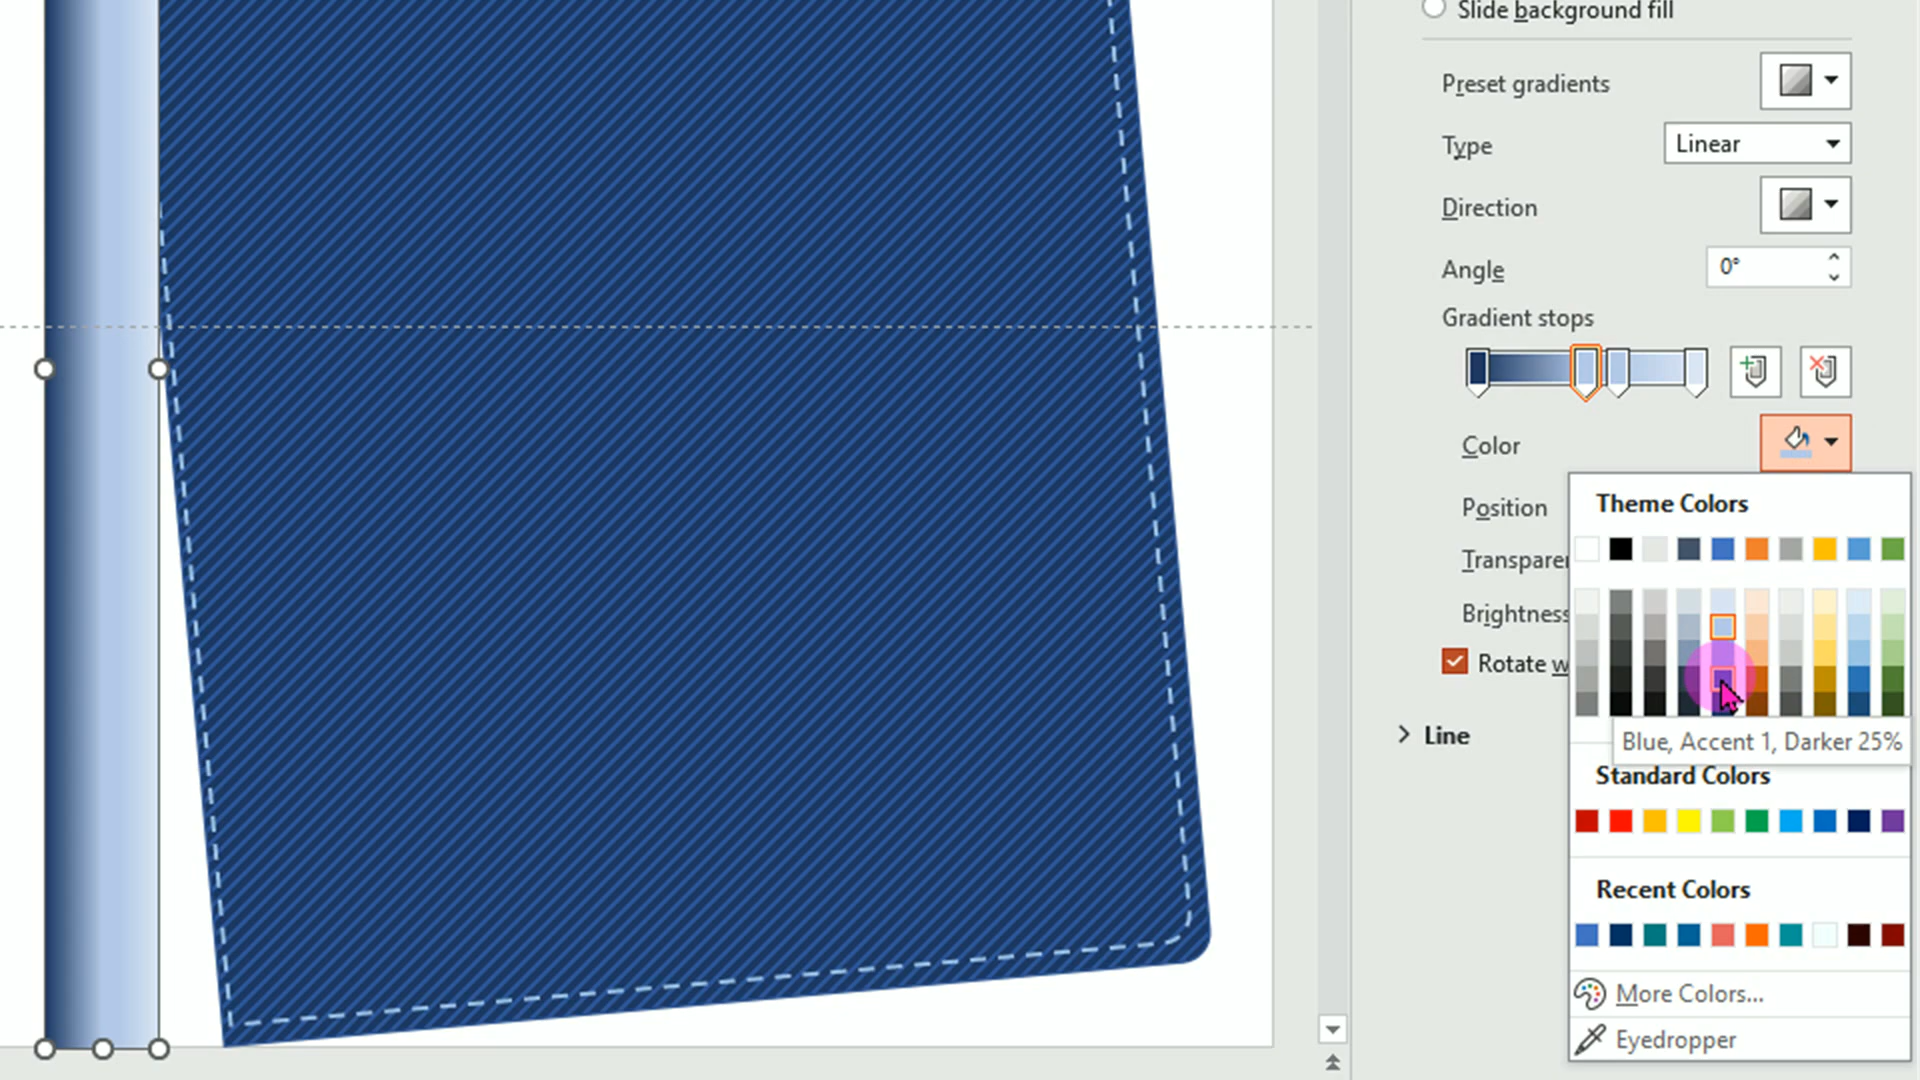 Slide background fill
Preset gradients
Type
Linear
Direction
Angle
0°
Gradient stops
Color
Theme Colors
Position
Transparen
Brightness
Rotate w
Line
Blue, Accent 1, Darker 25%
Standard Colors
Recent Colors
More Colors...
Eyedropper